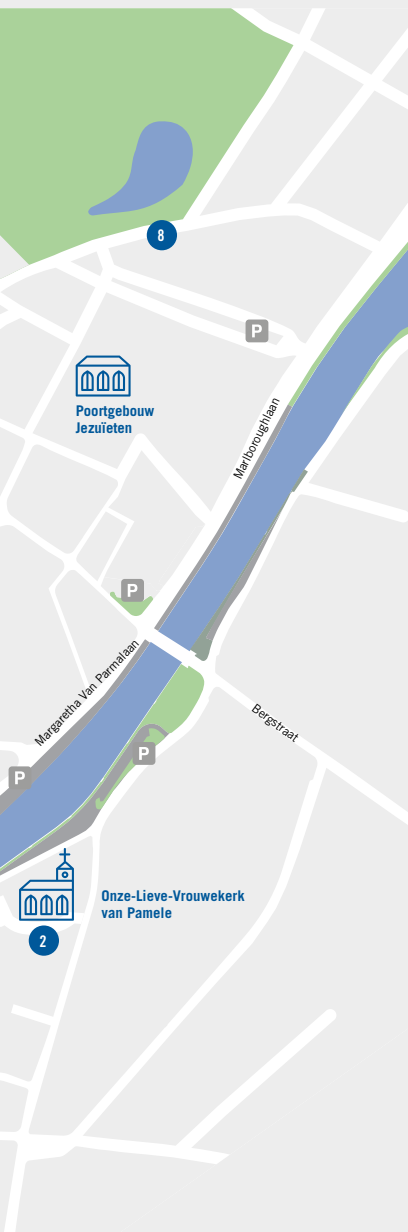 8
P
Poortgebouw
Jezuïeten
Marlboroughlaan
P
Margaretha Van Parmalaan
Bergstraat
P
P
Onze-Lieve-Vrouwekerk
van Pamele
2